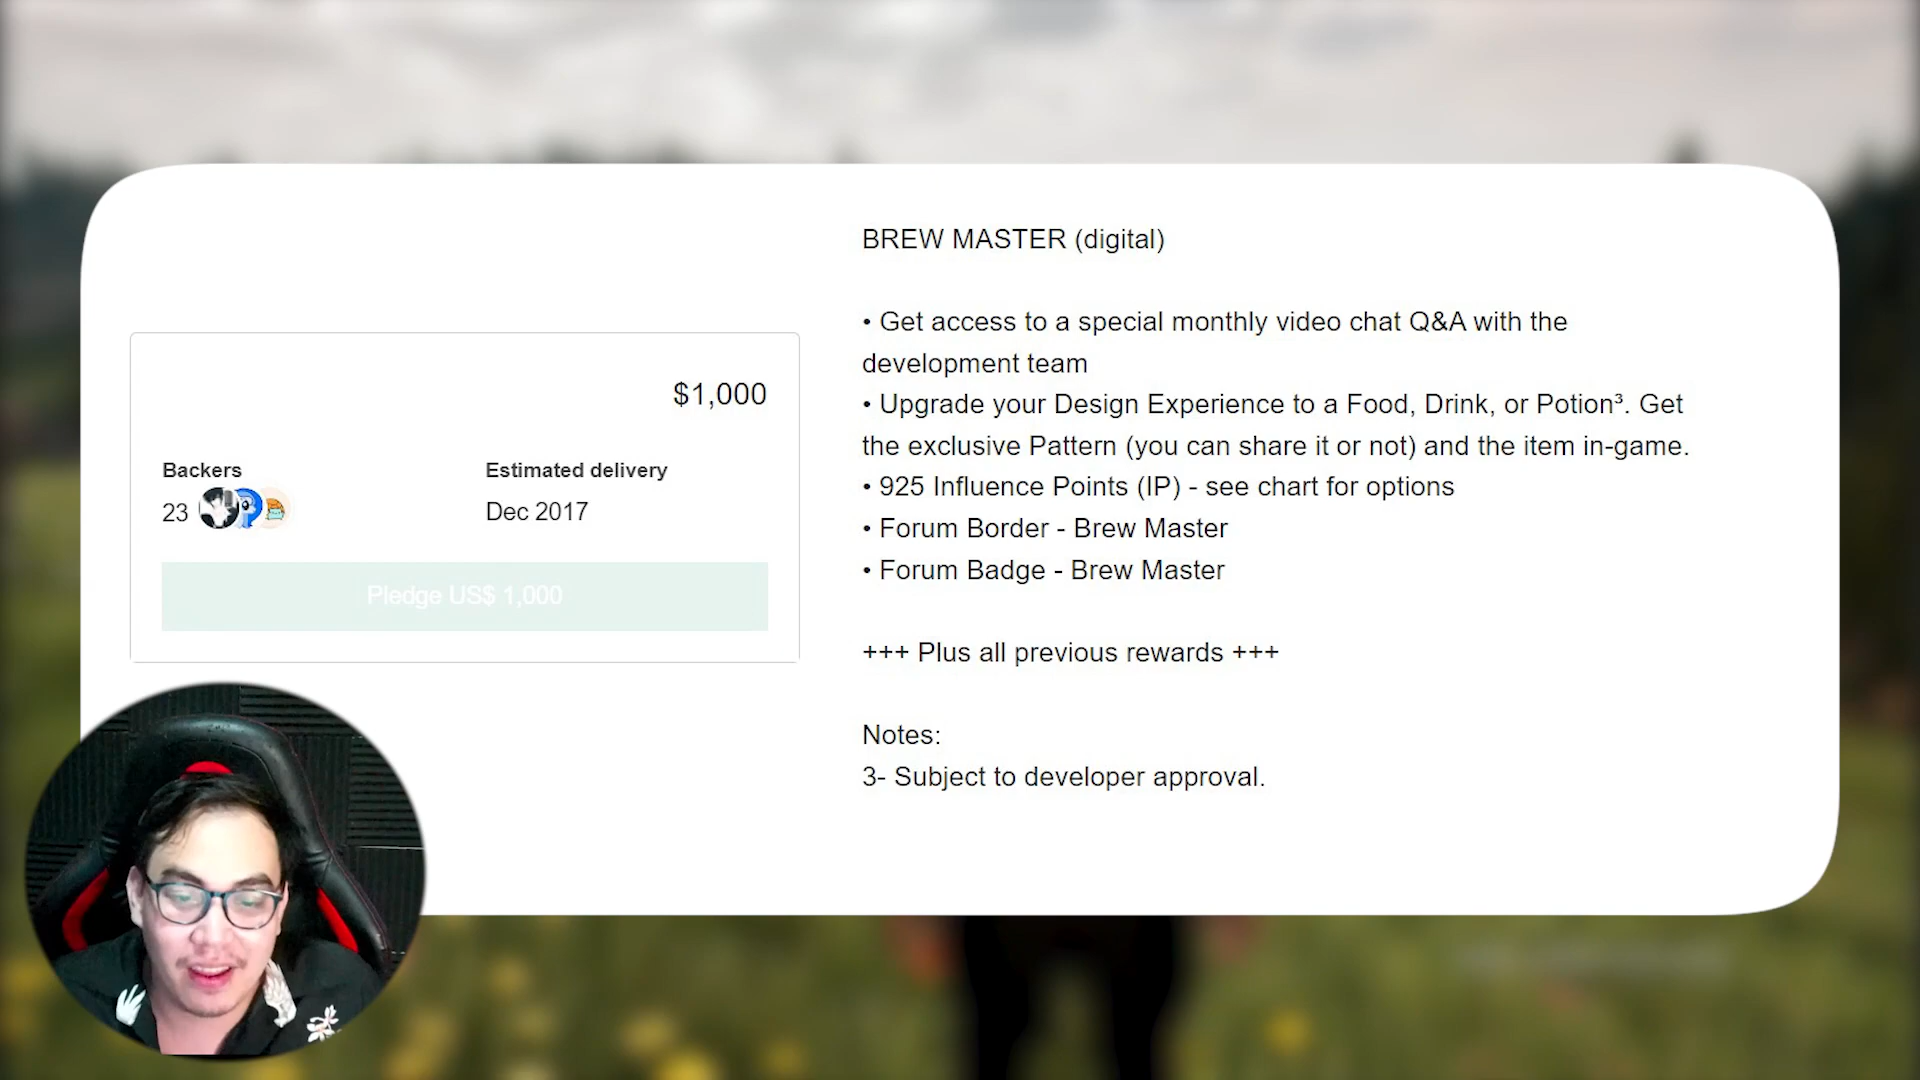 $1,000
Backers
23
Estimated delivery
Dec 2017
Pledge US$ 1,000
BREW MASTER (digital)
• Get access to a special monthly video chat Q&A with the
development team
• Upgrade your Design Experience to a Food, Drink, or Potion³. Get
the exclusive Pattern (you can share it or not) and the item in-game.
• 925 Influence Points (IP) - see chart for options
• Forum Border - Brew Master
• Forum Badge - Brew Master
+++ Plus all previous rewards +++
Notes:
3- Subject to developer approval.